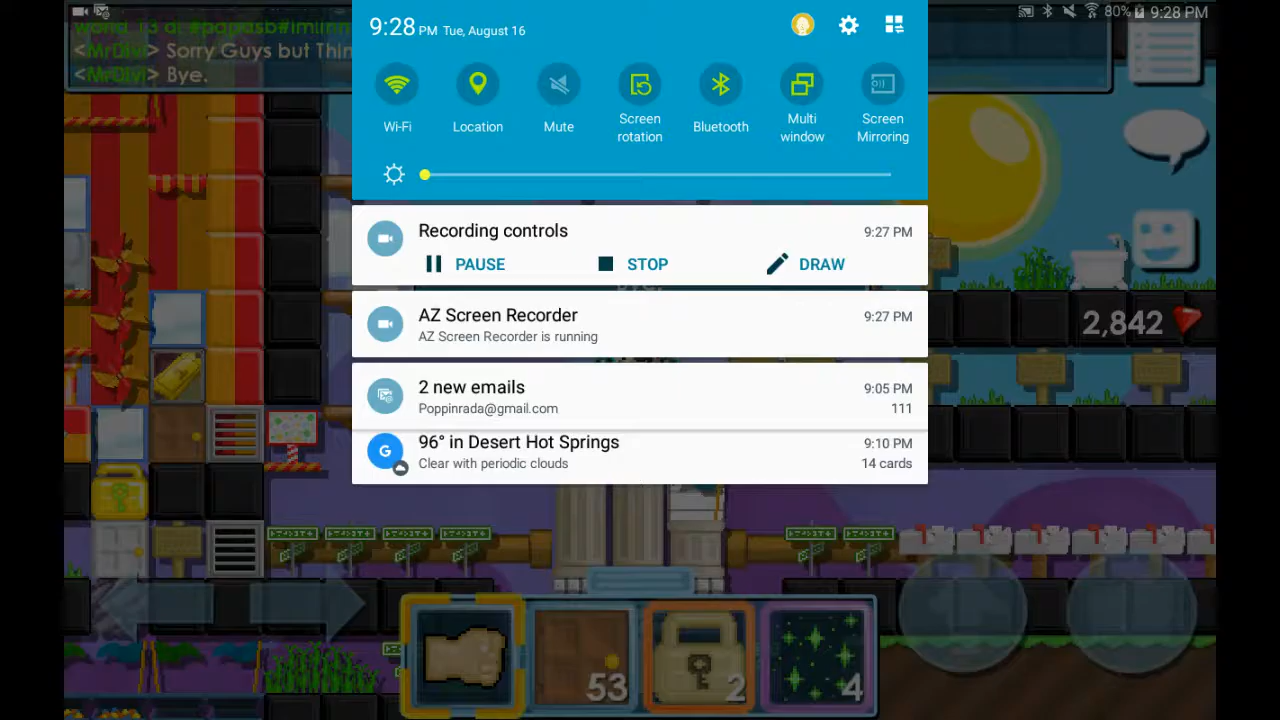 9:28 PM Tue, August 16
80% 9:28 PM
<MrDivi> Sorry Guys but Thin
<MrDivi> Bye.
Wi-Fi
Location
Mute
Screen rotation
Bluetooth
Multi window
Screen Mirroring
Recording controls 9:27 PM
PAUSE STOP DRAW
Bye.
AZ Screen Recorder 9:27 PM
AZ Screen Recorder is running
2,842
2 new emails 9:05 PM
Poppinrada@gmail.com 111
96° in Desert Hot Springs 9:10 PM
Clear with periodic clouds 14 cards
53 2 4